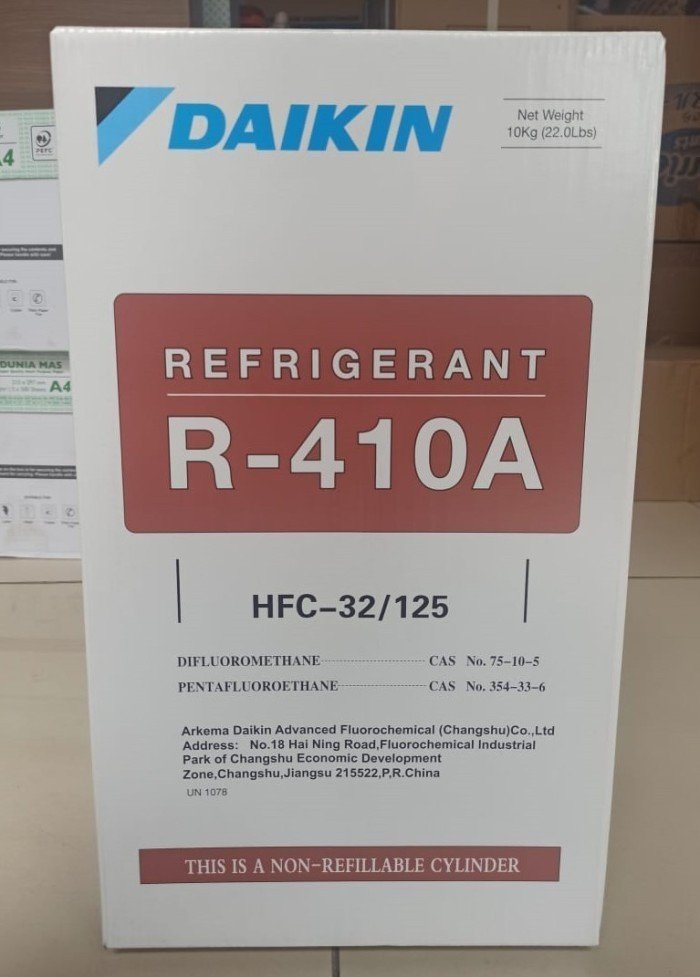 DAIKIN
Net Weight
10Kg (22.0Lbs)
REFRIGERANT
R-410A
HFC-32/125
DIFLUOROMETHANE CAS No. 75-10-5
PENTAFLUOROETHANE CAS No. 354-33-6
Arkema Daikin Advanced Fluorochemical (Changshu)Co.,Ltd
Address: No.18 Hai Ning Road,Fluorochemical Industrial
Park of Changshu Economic Development
Zone,Changshu,Jiangsu 215522,P,R.China
UN 1078
THIS IS A NON-REFILLABLE CYLINDER
PEFC
DUNIA MAS
A4